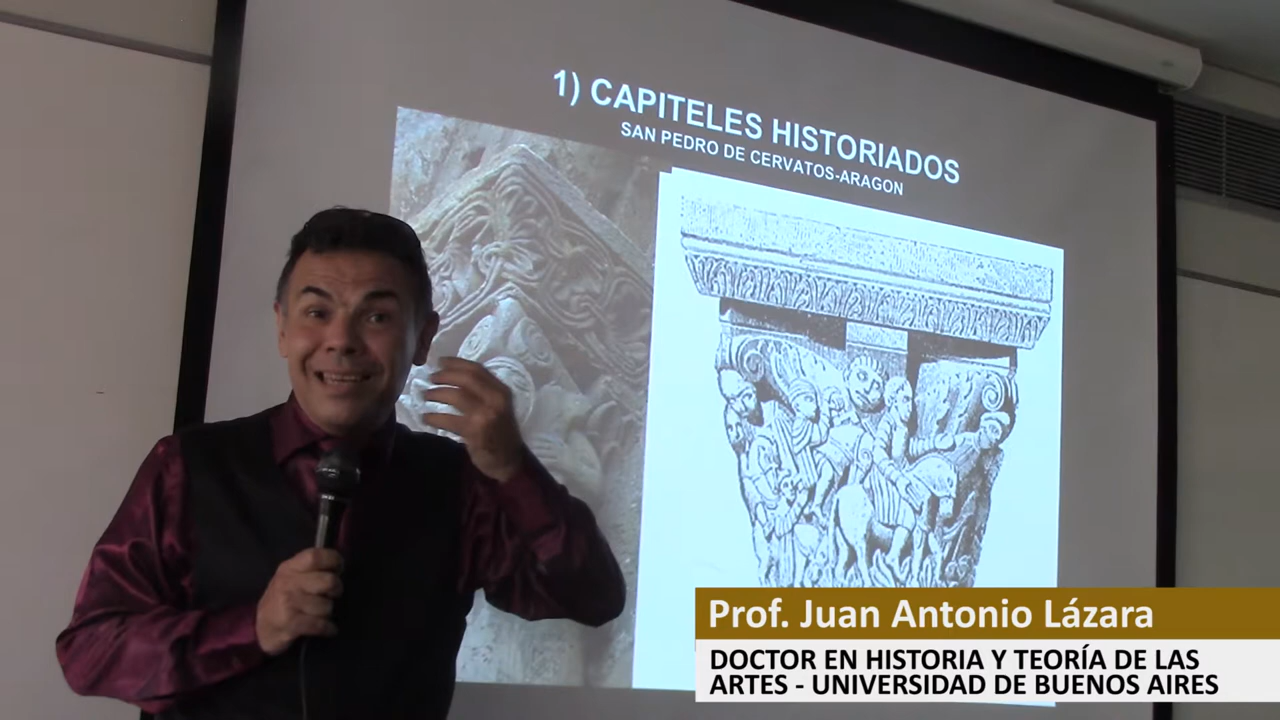 1) CAPITELES HISTORIADOS
SAN PEDRO DE CERVATOS-ARAGON
Prof. Juan Antonio Lázara
DOCTOR EN HISTORIA Y TEORÍA DE LAS
ARTES - UNIVERSIDAD DE BUENOS AIRES